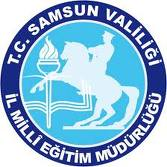 T.C. SAMSUN VALİLİĞİ
İL MİLLİ EĞİTİM MÜDÜRLÜĞÜ